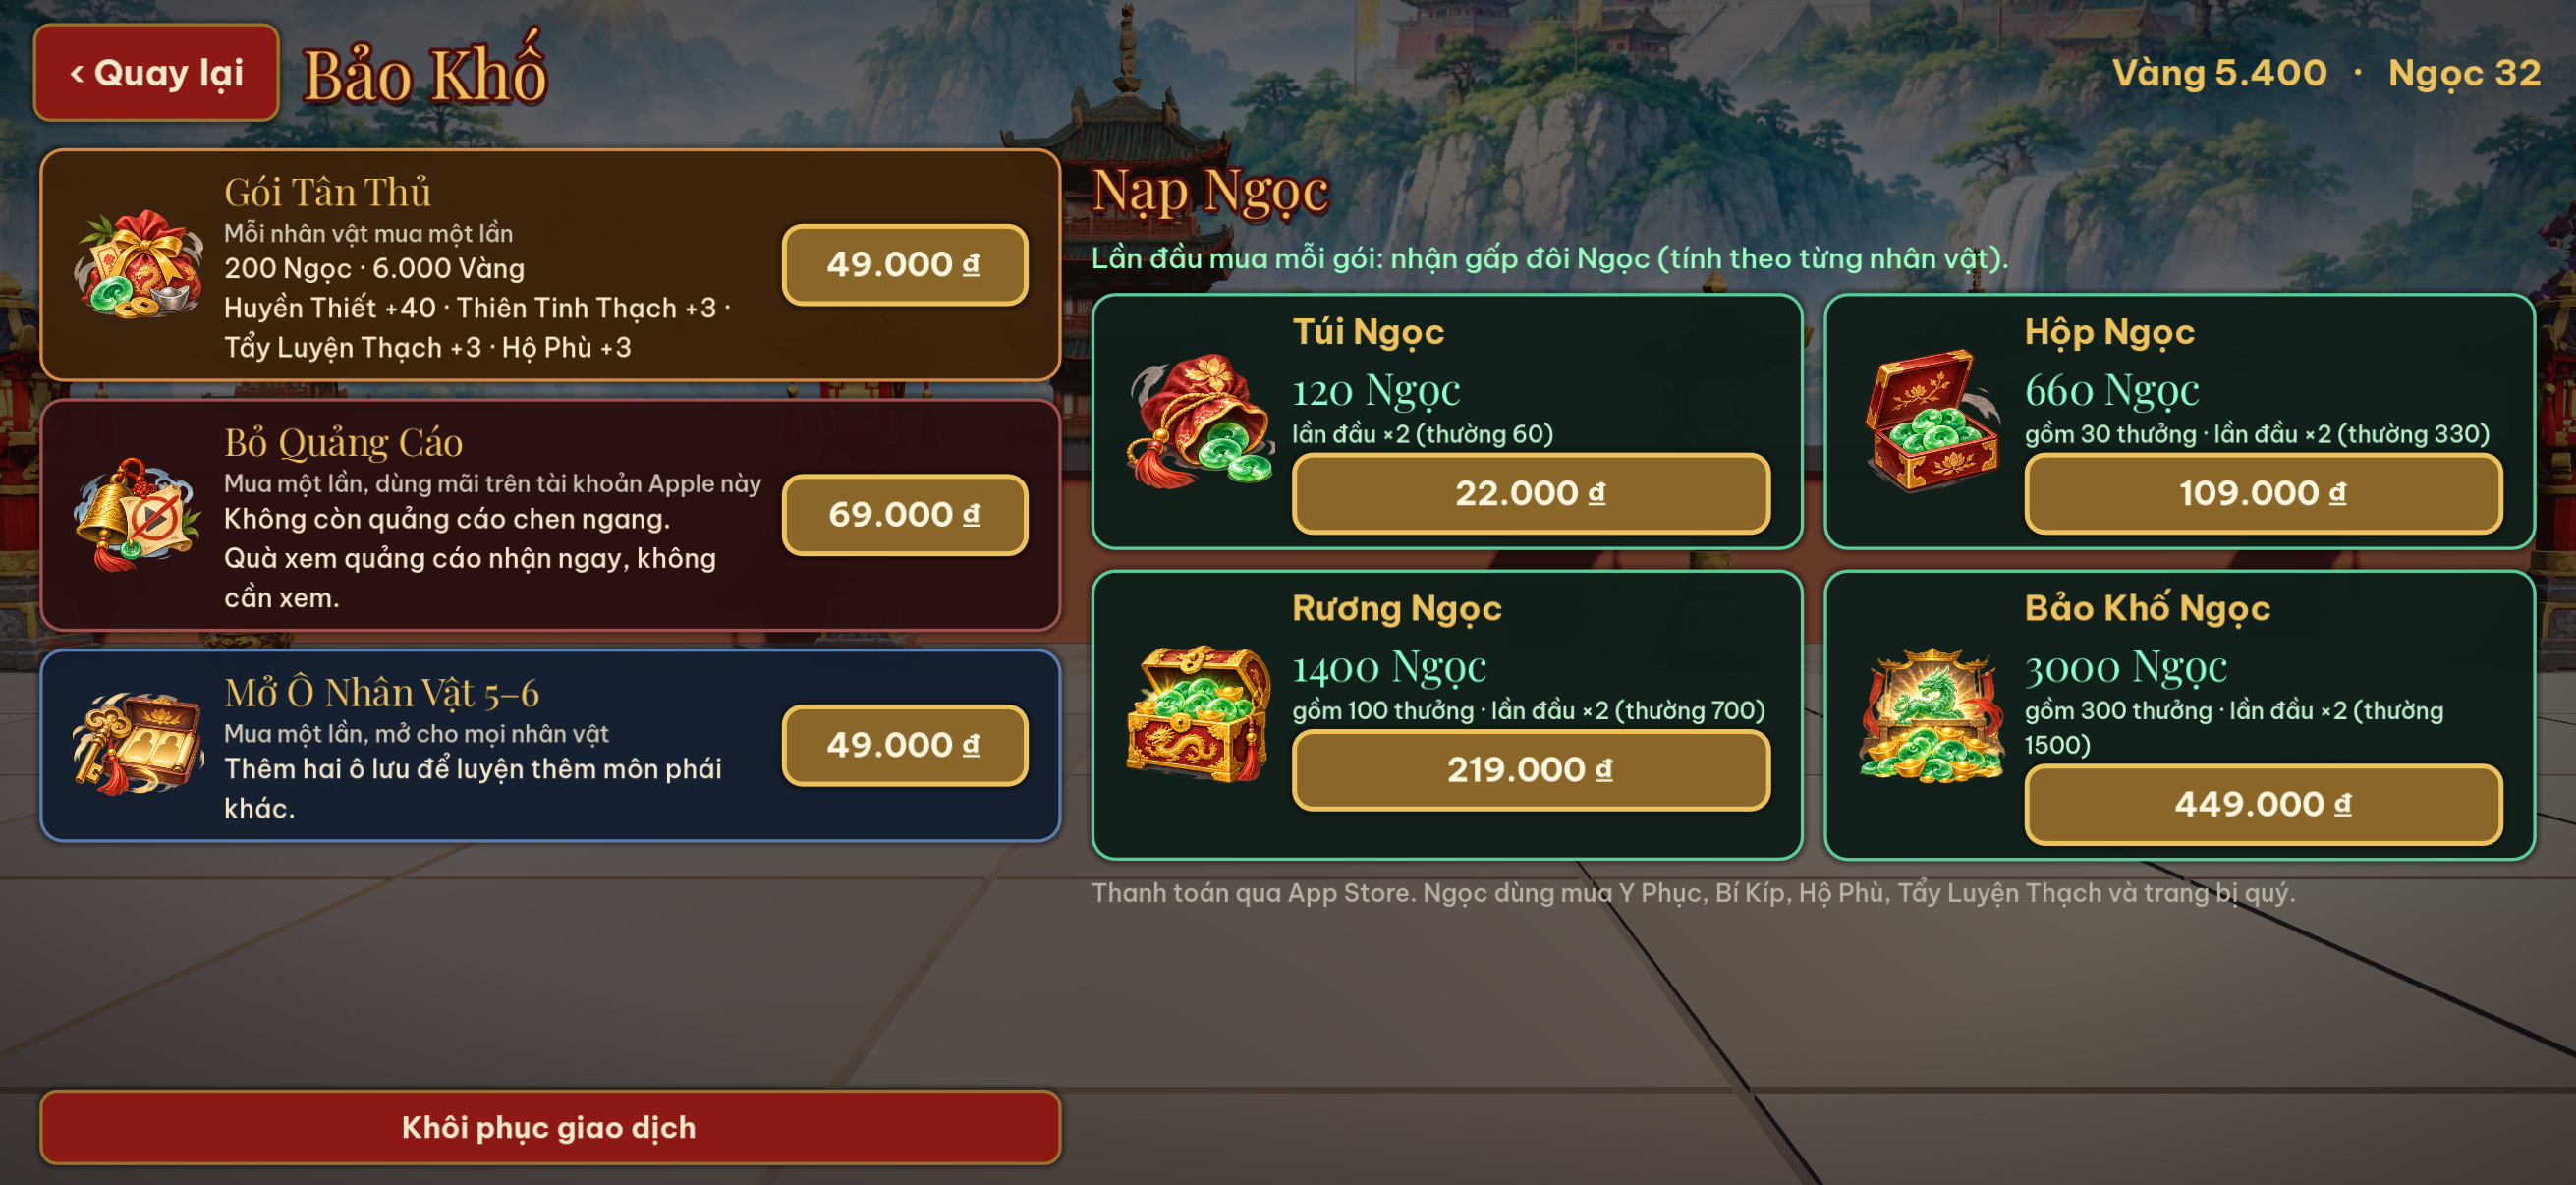 ‹ Quay lại
Bảo Khố
Vàng 5.400 · Ngọc 32
Gói Tân Thủ
Mỗi nhân vật mua một lần
200 Ngọc · 6.000 Vàng
Huyền Thiết +40 · Thiên Tinh Thạch +3 ·
Tẩy Luyện Thạch +3 · Hộ Phù +3
49.000 ₫
Bỏ Quảng Cáo
Mua một lần, dùng mãi trên tài khoản Apple này
Không còn quảng cáo chen ngang.
Quà xem quảng cáo nhận ngay, không
cần xem.
69.000 ₫
Mở Ô Nhân Vật 5–6
Mua một lần, mở cho mọi nhân vật
Thêm hai ô lưu để luyện thêm môn phái
khác.
49.000 ₫
Khôi phục giao dịch
Nạp Ngọc
Lần đầu mua mỗi gói: nhận gấp đôi Ngọc (tính theo từng nhân vật).
Túi Ngọc
120 Ngọc
lần đầu ×2 (thường 60)
22.000 ₫
Hộp Ngọc
660 Ngọc
gồm 30 thưởng · lần đầu ×2 (thường 330)
109.000 ₫
Rương Ngọc
1400 Ngọc
gồm 100 thưởng · lần đầu ×2 (thường 700)
219.000 ₫
Bảo Khố Ngọc
3000 Ngọc
gồm 300 thưởng · lần đầu ×2 (thường
1500)
449.000 ₫
Thanh toán qua App Store. Ngọc dùng mua Y Phục, Bí Kíp, Hộ Phù, Tẩy Luyện Thạch và trang bị quý.